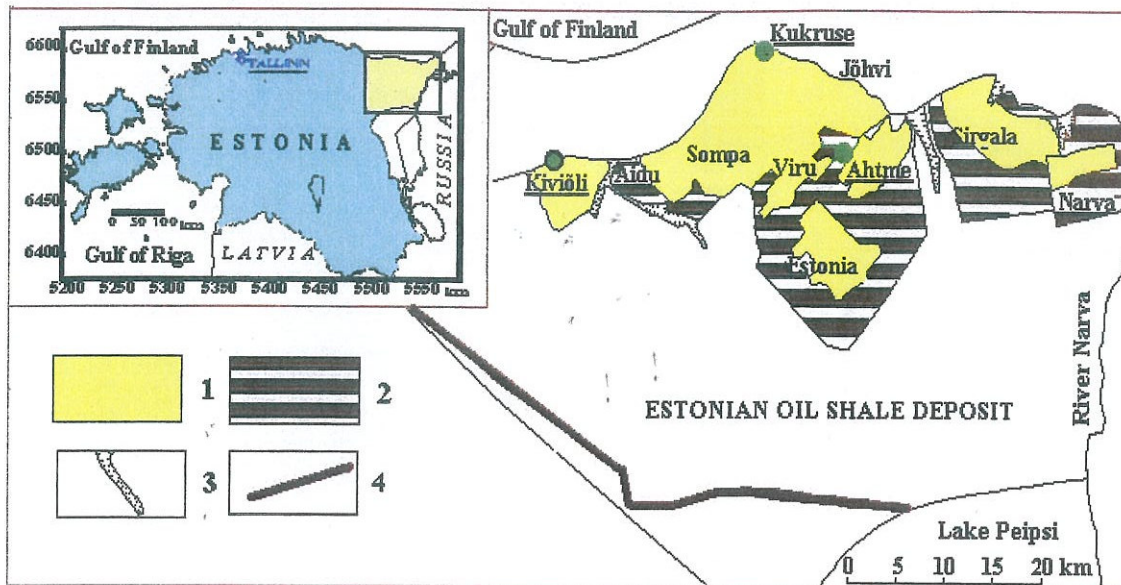 6600
6550
6500
6450
6400
Gulf of Finland
TALLINN
ESTONIA
RUSSIA
0 50 100 km
Gulf of Riga
LATVIA
5200 5250 5300 5350 5400 5450 5500 5550 km
Gulf of Finland
Kukruse
Jõhvi
Sirgala
Kiviõli
Aidu
Sompa
Viru
Ahtme
Narva
Estonia
River Narva
ESTONIAN OIL SHALE DEPOSIT
Lake Peipsi
0 5 10 15 20 km
1
2
3
4